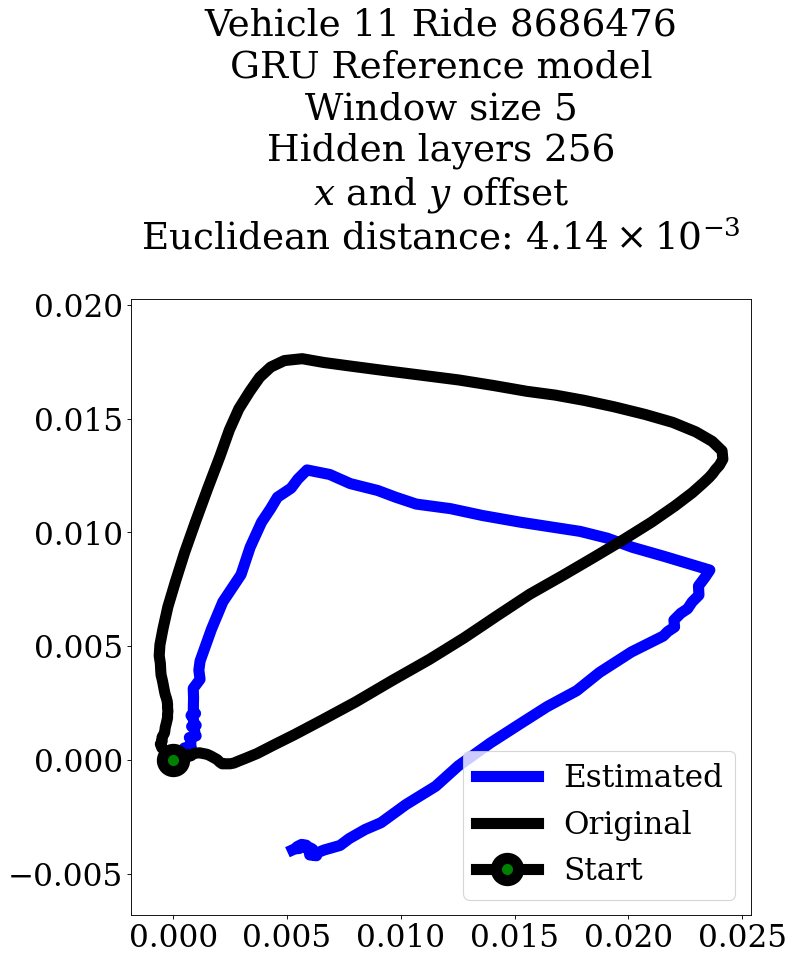 Vehicle 11 Ride 8686476
GRU Reference model
Window size 5
Hidden layers 256
x and y offset
Euclidean distance: 4.14 × 10⁻³
0.020
0.015
0.010
0.005
0.000
−0.005
Estimated
Original
Start
0.000 0.005 0.010 0.015 0.020 0.025